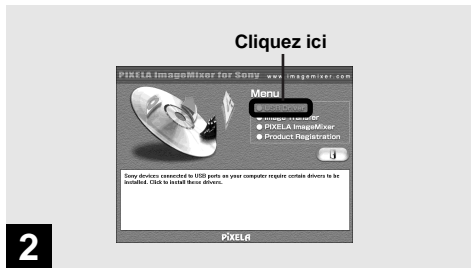 Cliquez ici
PIXELA ImageMixer for Sony www.imagemixer.com
Menu
USB Driver
Image Transfer
PIXELA ImageMixer
Product Registration
Sony devices connected to USB ports on your computer require certain drivers to be
installed. Click to install these drivers.
PIXELA
2